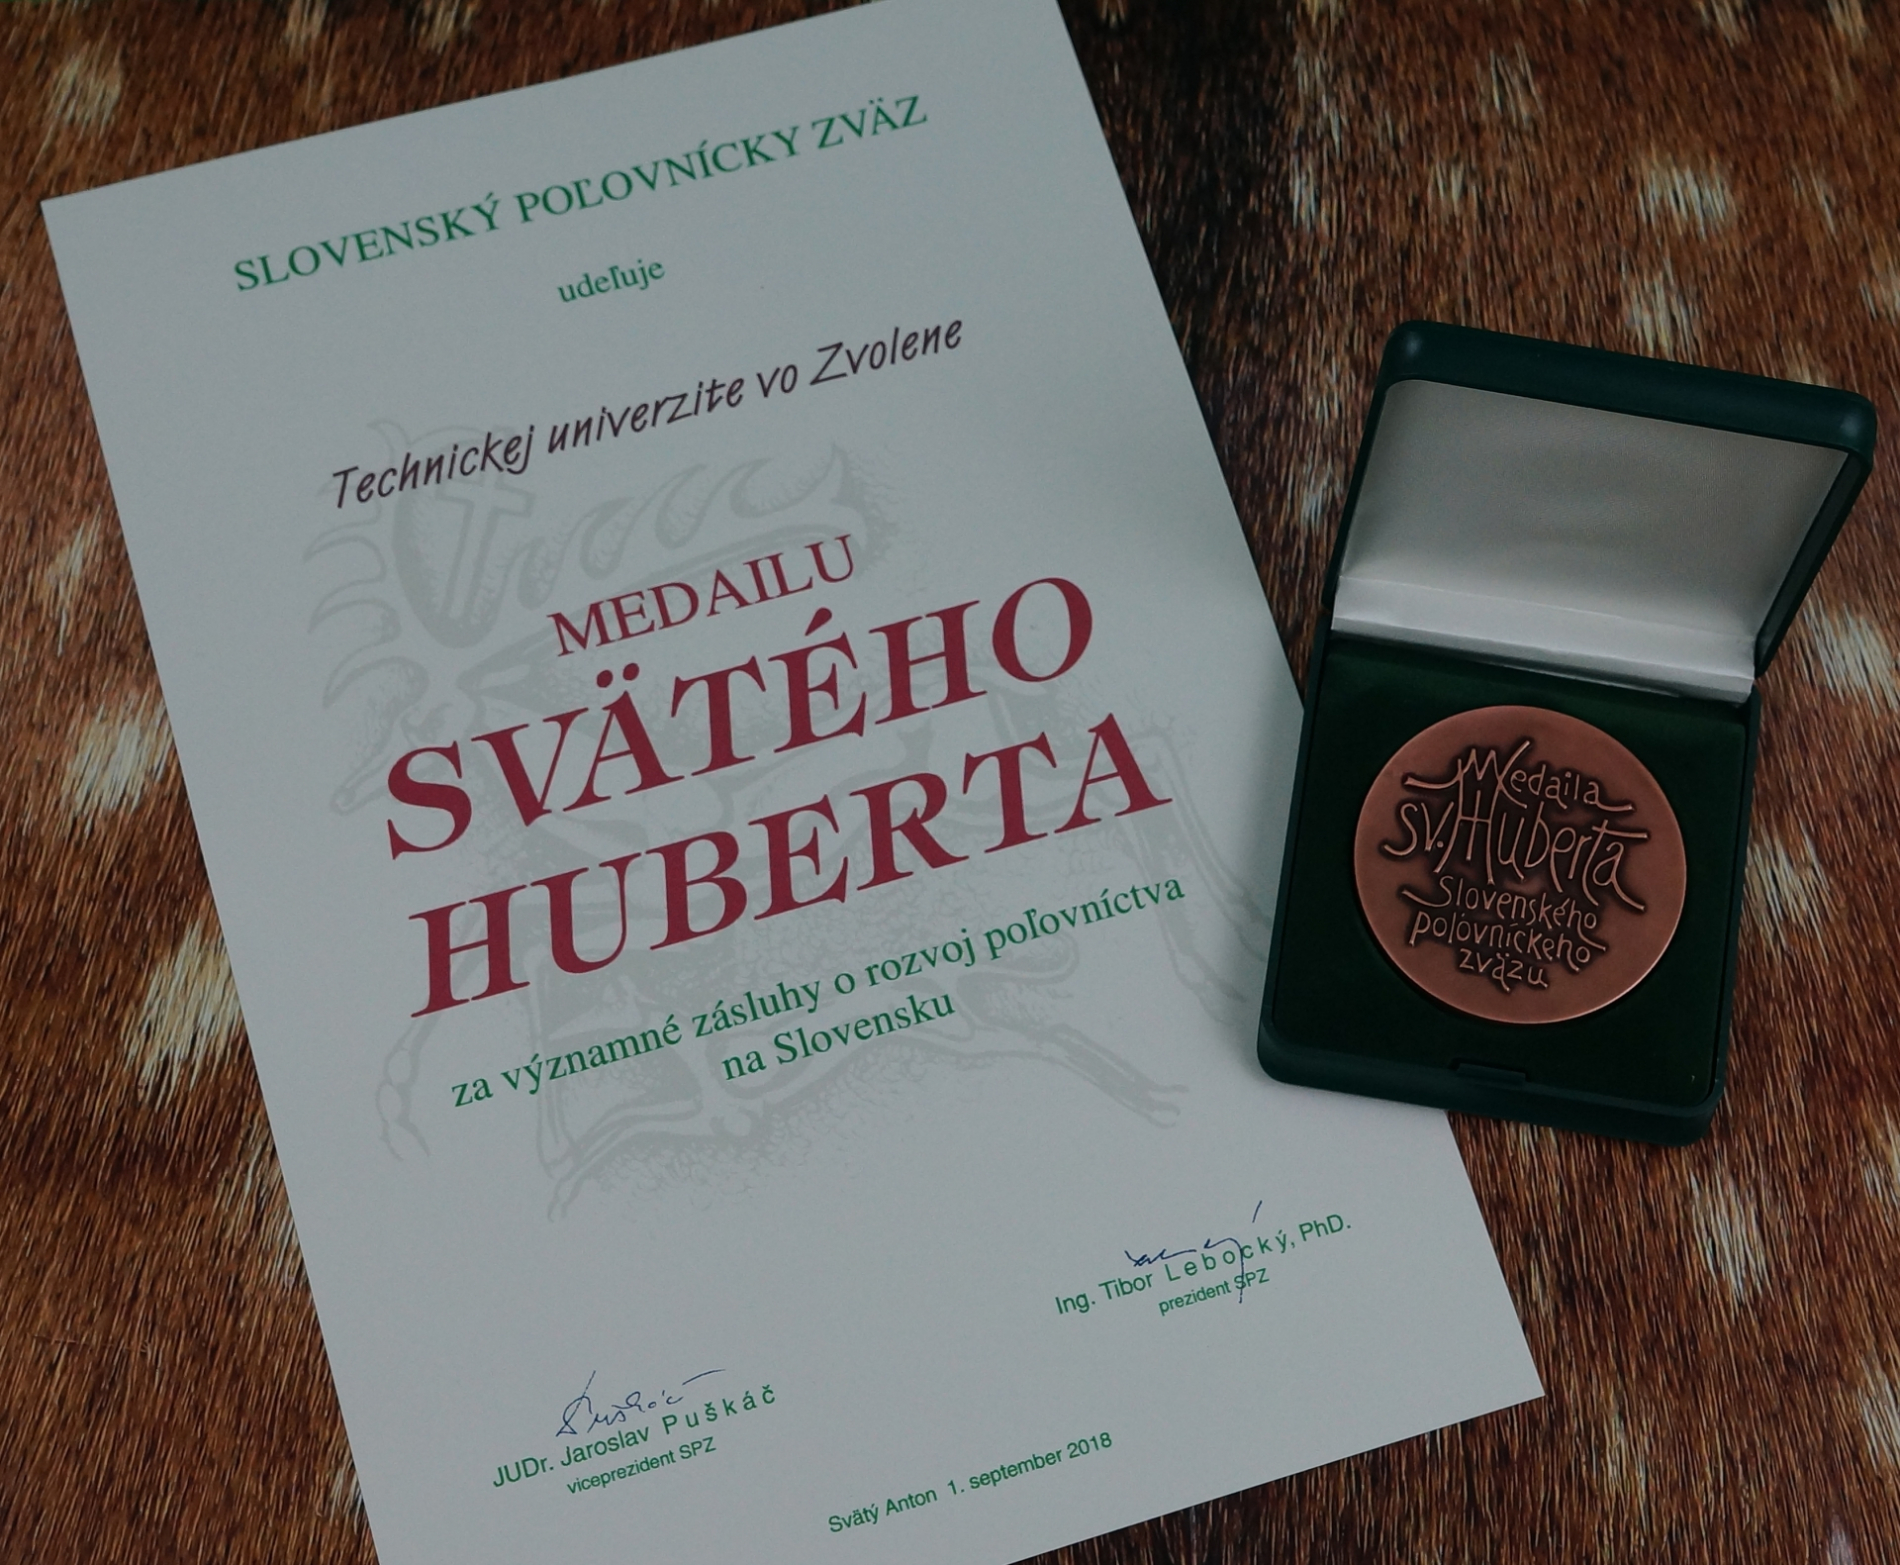 SLOVENSKÝ POĽOVNÍCKY ZVÄZ
udeľuje
Technickej univerzite vo Zvolene
MEDAILU
SVÄTÉHO
HUBERTA
za významné zásluhy o rozvoj poľovníctva
na Slovensku
Ing. Tibor Lebocký, PhD.
prezident SPZ
JUDr. Jaroslav Puškáč
viceprezident SPZ
Svätý Anton 1. september 2018
Medaila
sv. Huberta
Slovenského
poľovníckeho
zväzu